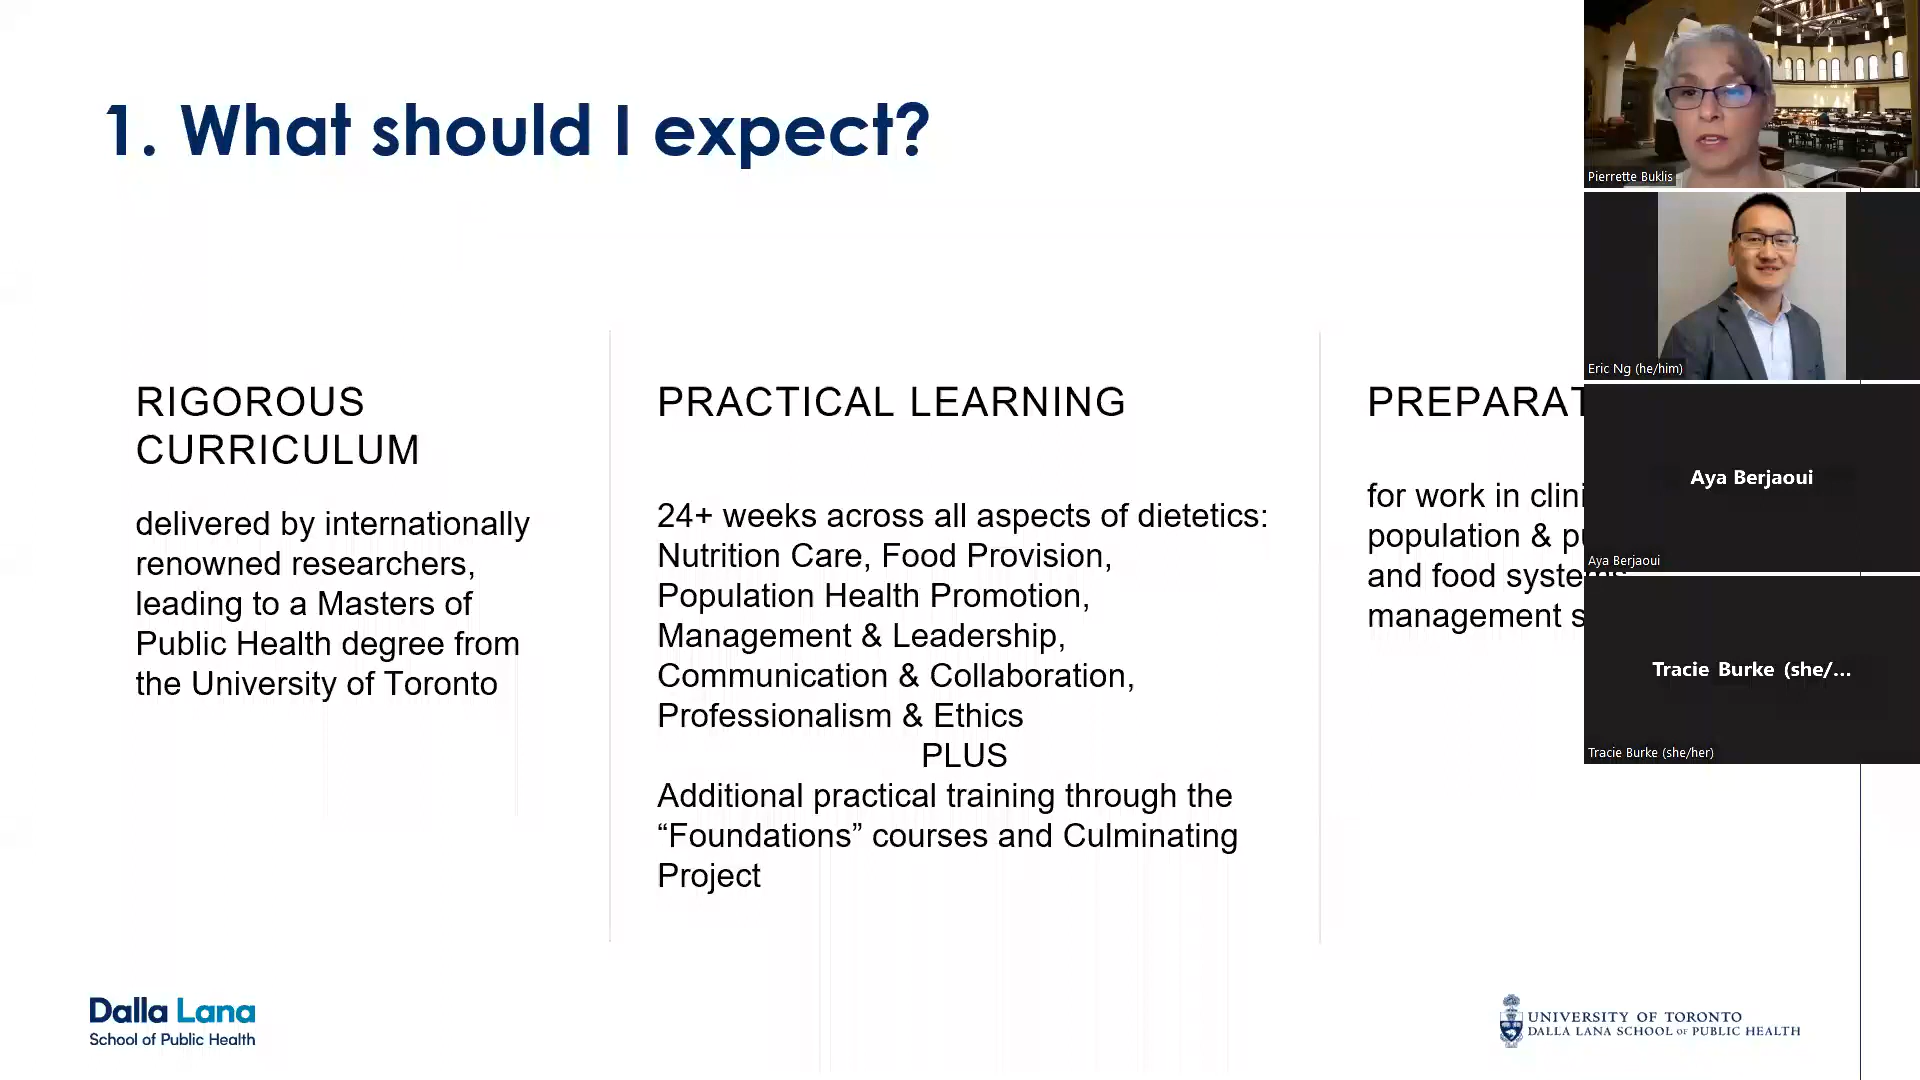 1. What should I expect?
RIGOROUS
CURRICULUM
delivered by internationally
renowned researchers,
leading to a Masters of
Public Health degree from
the University of Toronto
PRACTICAL LEARNING
24+ weeks across all aspects of dietetics:
Nutrition Care, Food Provision,
Population Health Promotion,
Management & Leadership,
Communication & Collaboration,
Professionalism & Ethics
PLUS
Additional practical training through the
“Foundations” courses and Culminating
Project
for work in
population &
and food systems
management
Pierrette Buklis
Eric Ng (he/him)
Aya Berjaoui
Aya Berjaoui
Tracie Burke (she/...
Tracie Burke (she/her)
Dalla Lana
School of Public Health
UNIVERSITY OF TORONTO
DALLA LANA SCHOOL OF PUBLIC HEALTH